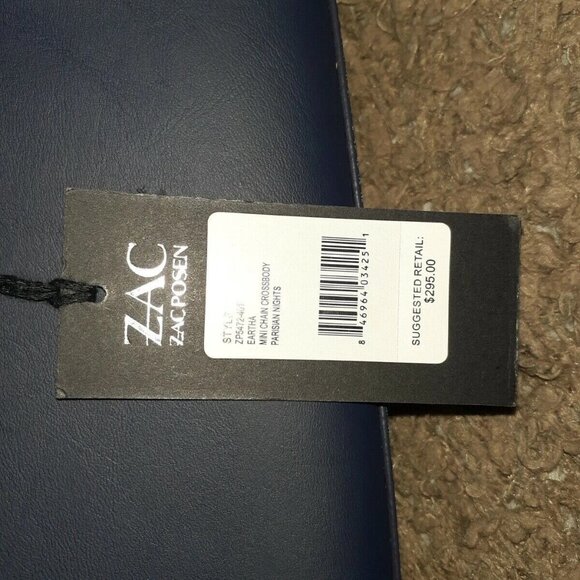 ZAC
ZAC POSEN
STYLE
EARTHA
MINI CHAIN CROSSBODY
PARISIAN NIGHTS
8 46964 03425 1
SUGGESTED RETAIL:
$295.00